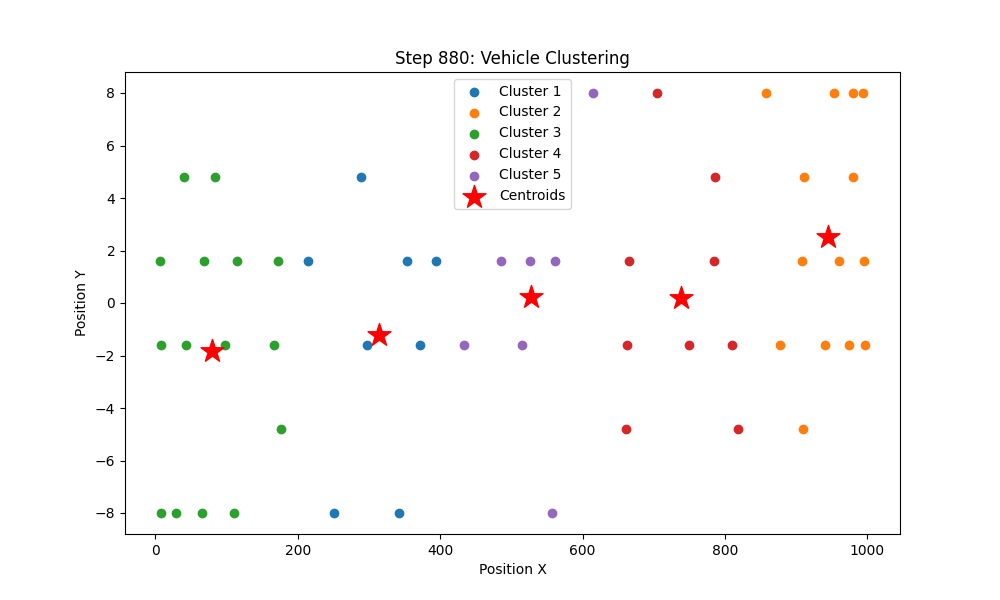 Step 880: Vehicle Clustering
Cluster 1
Cluster 2
Cluster 3
Cluster 4
Cluster 5
Centroids
Position Y
8
6
4
2
0
−2
−4
−6
−8
0 200 400 600 800 1000
Position X